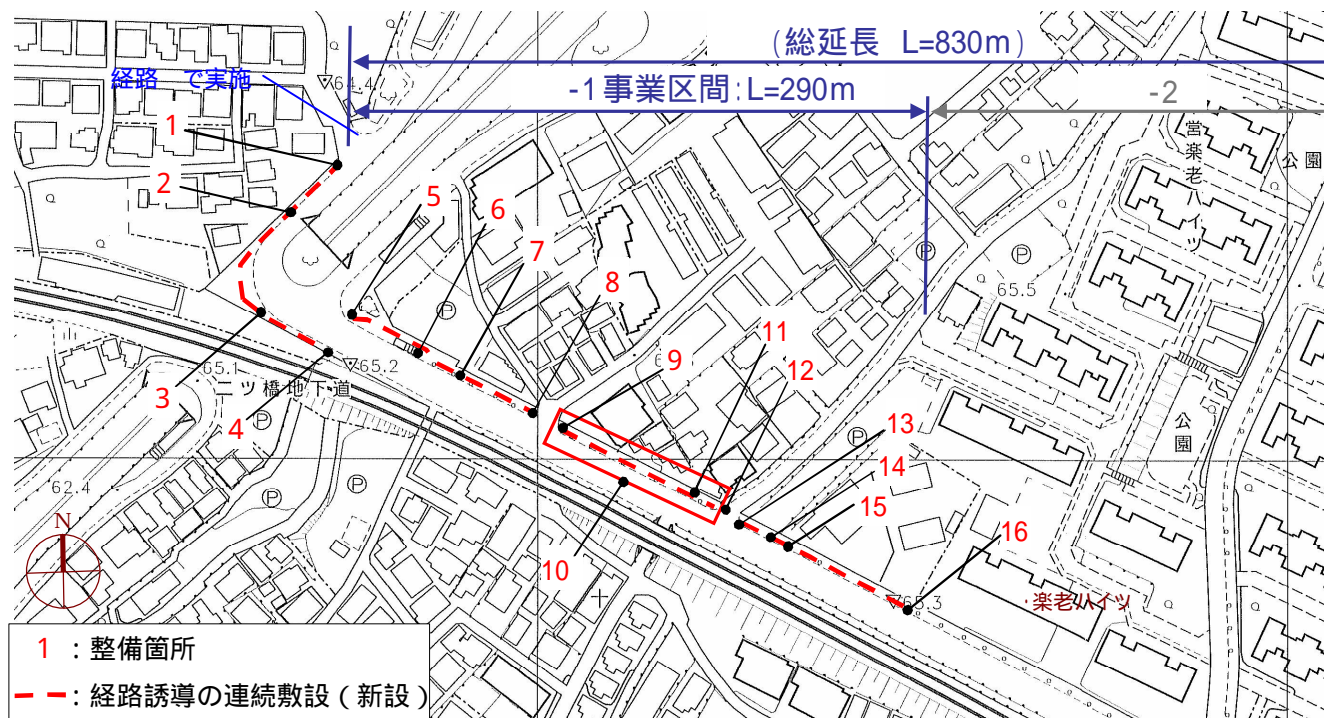 (総延長 L=830m)
経路 で実施
64.4
-1事業区間:L=290m
-2
営楽老ハイツ
公園
1
2
5
6
7
8
65.5
11
12
9
65.1
65.2
二ツ橋地下道
3
4
13
14
15
16
公園
62.4
N
10
65.3
・楽老ハイツ
P
P
P
P
P
P
P
1 : 整備箇所
: 経路誘導の連続敷設(新設)